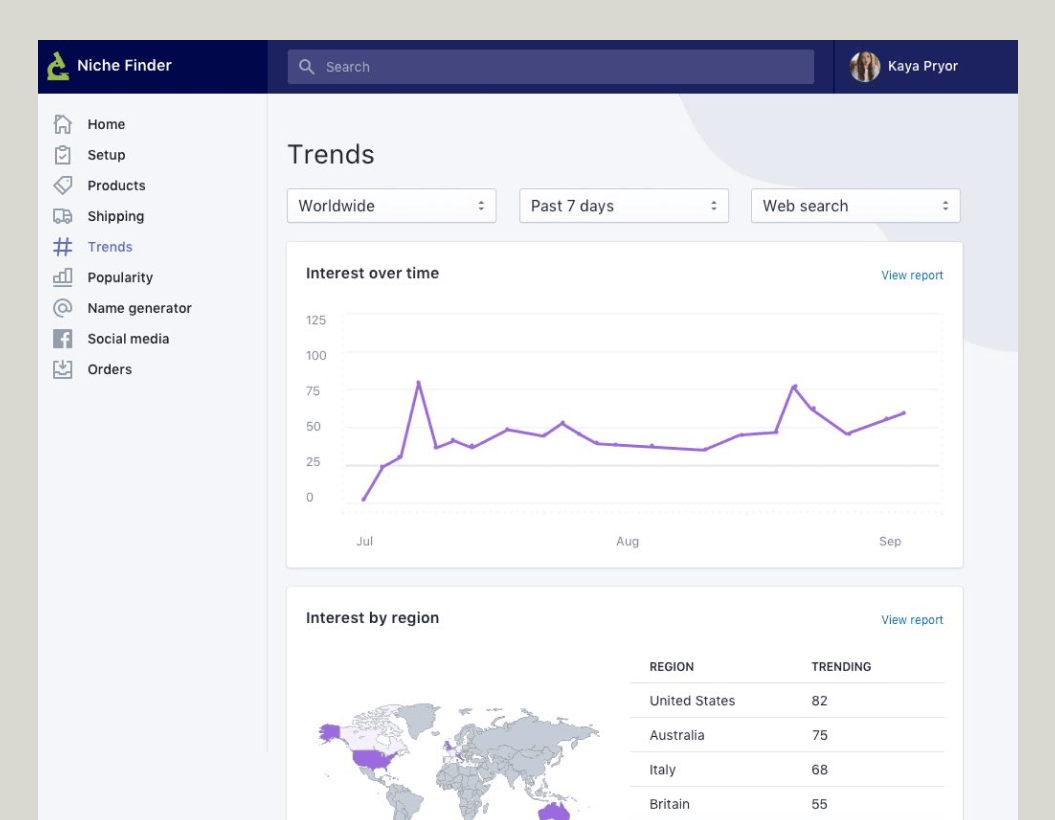 Niche Finder
Search
Kaya Pryor
Home
Setup
Products
Shipping
Trends
Popularity
Name generator
Social media
Orders
Trends
Worldwide
Past 7 days
Web search
Interest over time
View report
125
100
75
50
25
0
Jul
Aug
Sep
Interest by region
View report
REGION TRENDING
United States 82
Australia 75
Italy 68
Britain 55